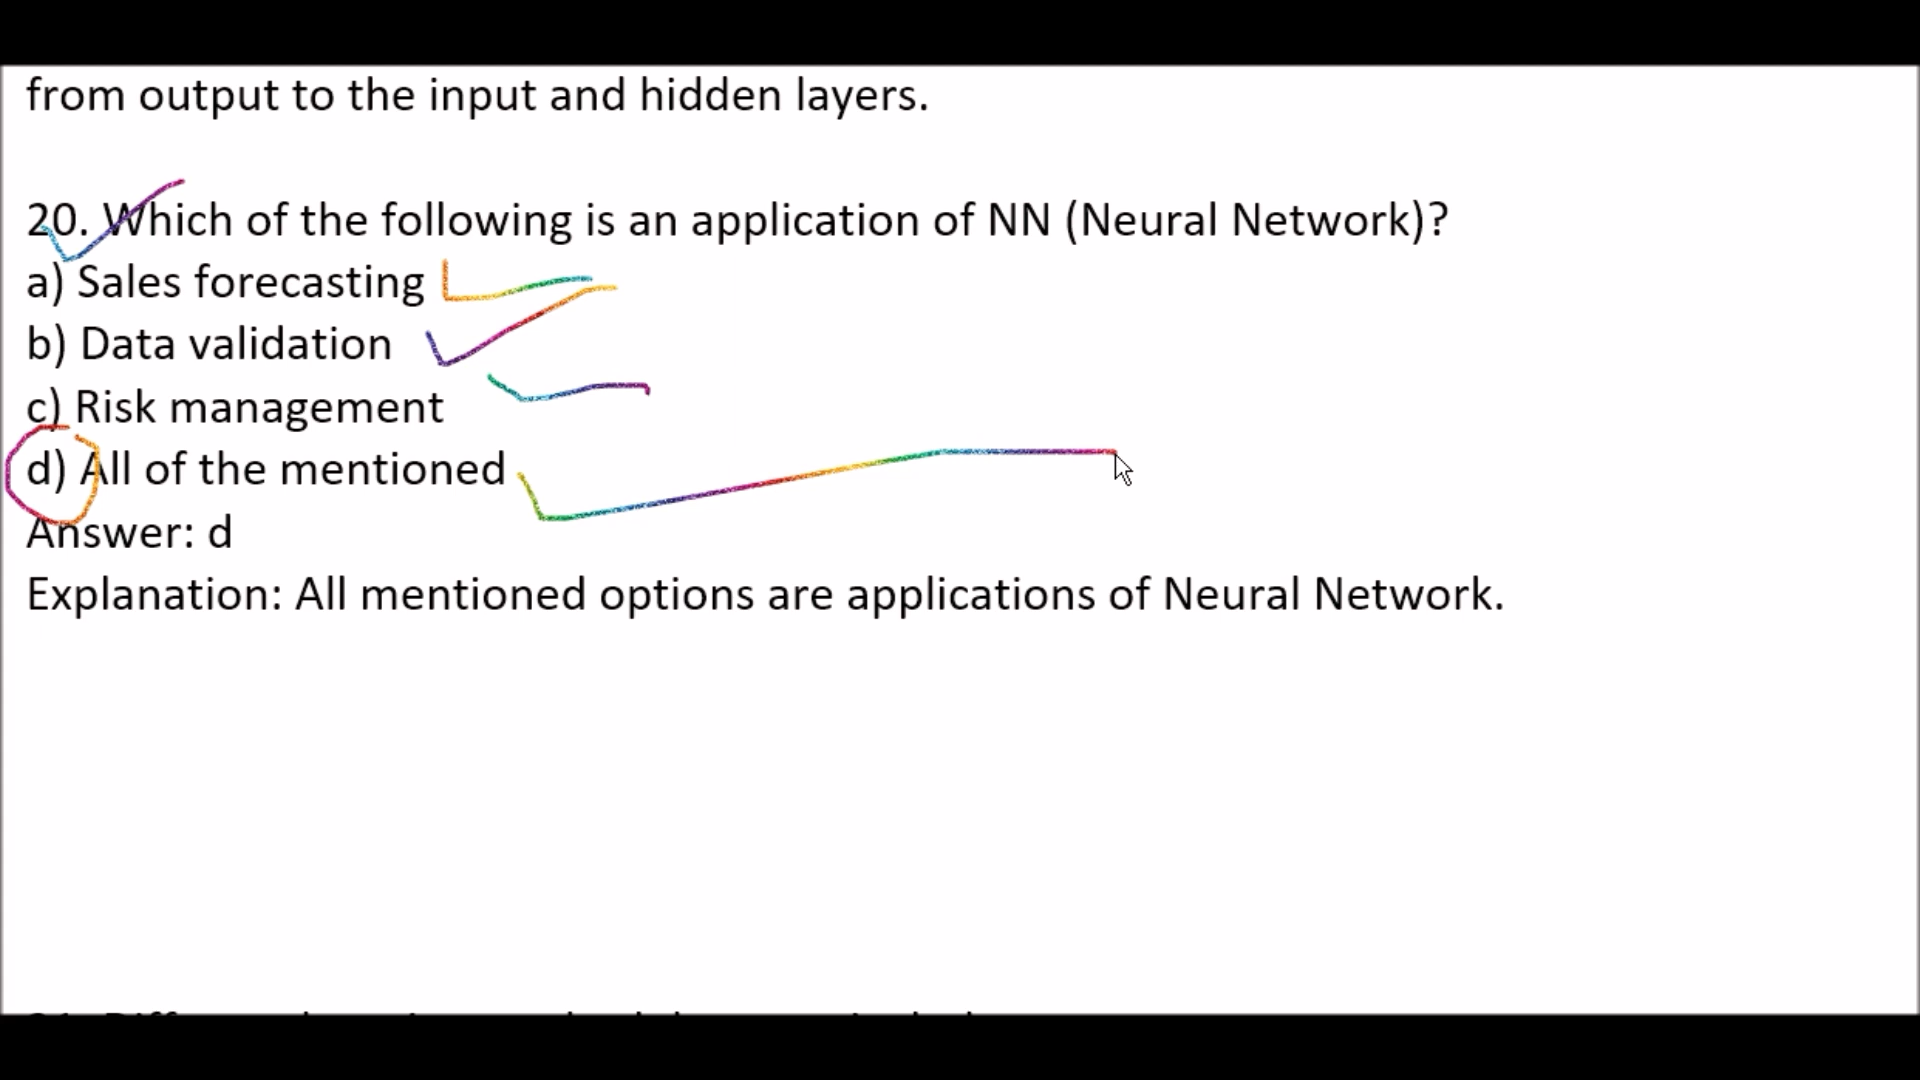 from output to the input and hidden layers.
20. Which of the following is an application of NN (Neural Network)?
a) Sales forecasting
b) Data validation
c) Risk management
d) All of the mentioned
Answer: d
Explanation: All mentioned options are applications of Neural Network.